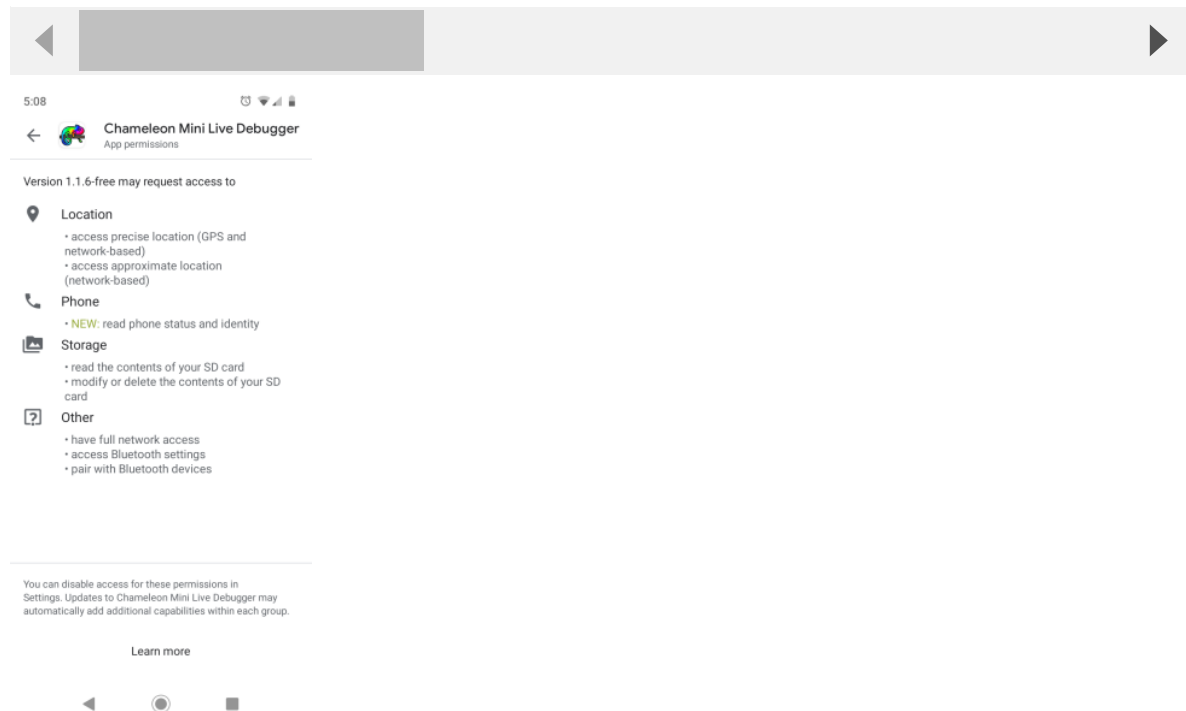 5:08
Chameleon Mini Live Debugger
App permissions
Version 1.1.6-free may request access to
Location
• access precise location (GPS and
network-based)
• access approximate location
(network-based)
Phone
• NEW: read phone status and identity
Storage
• read the contents of your SD card
• modify or delete the contents of your SD
card
Other
• have full network access
• access Bluetooth settings
• pair with Bluetooth devices
You can disable access for these permissions in
Settings. Updates to Chameleon Mini Live Debugger may
automatically add additional capabilities within each group.
Learn more